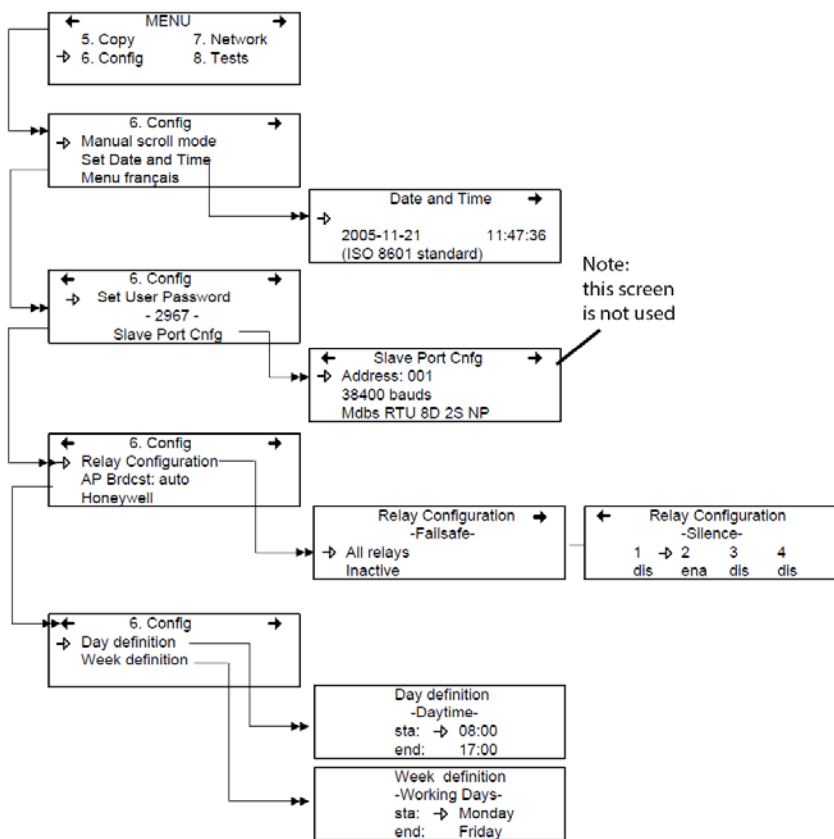 MENU
5. Copy 7. Network
6. Config 8. Tests
6. Config
Manual scroll mode
Set Date and Time
Menu français
Date and Time
2005-11-21 11:47:36
(ISO 8601 standard)
Note:
this screen
is not used
6. Config
Set User Password
- 2967 -
Slave Port Cnfg
Slave Port Cnfg
Address: 001
38400 bauds
Mdbs RTU 8D 2S NP
6. Config
Relay Configuration
AP Brdcst: auto
Honeywell
Relay Configuration
-Failsafe-
All relays
Inactive
Relay Configuration
-Silence-
1 2 3 4
dis ena dis dis
6. Config
Day definition
Week definition
Day definition
-Daytime-
sta: 08:00
end: 17:00
Week definition
-Working Days-
sta: Monday
end: Friday